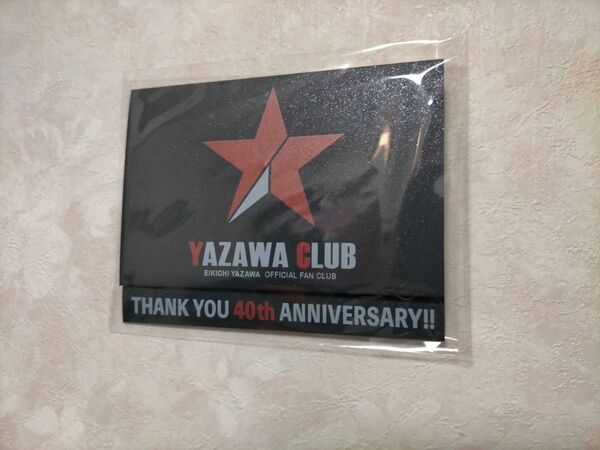 YAZAWA CLUB
EIKICHI YAZAWA OFFICIAL FAN CLUB
THANK YOU 40th ANNIVERSARY!!